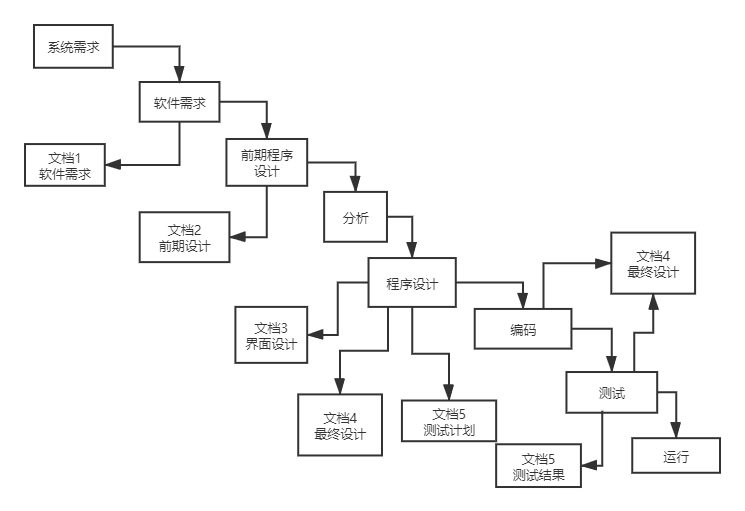 系统需求
软件需求
文档1
软件需求
前期程序
设计
文档2
前期设计
分析
程序设计
文档4
最终设计
文档3
界面设计
编码
文档4
最终设计
文档5
测试计划
测试
文档5
测试结果
运行